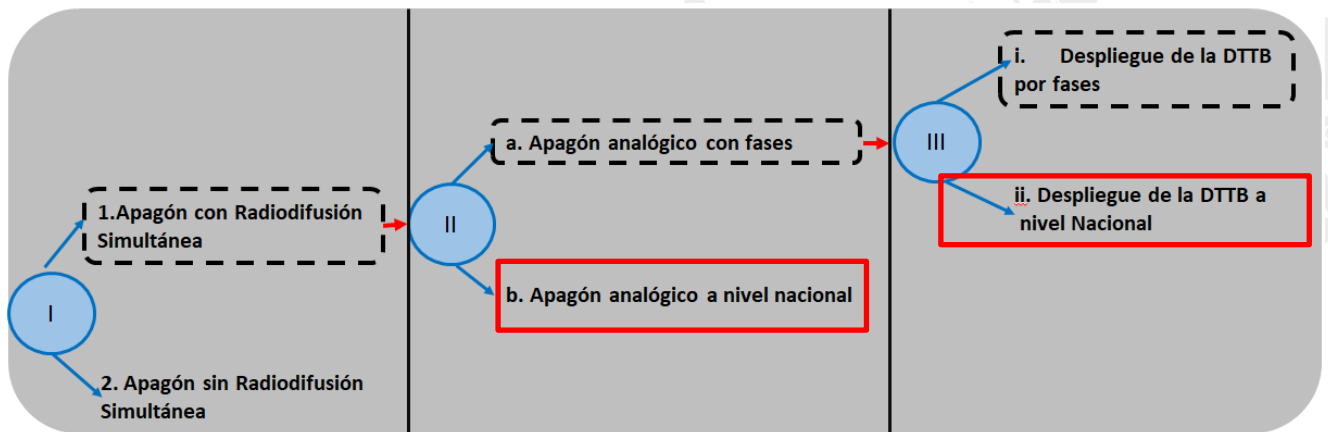 I
1.Apagón con Radiodifusión
Simultánea
2. Apagón sin Radiodifusión
Simultánea
II
a. Apagón analógico con fases
b. Apagón analógico a nivel nacional
III
i. Despliegue de la DTTB
por fases
ii. Despliegue de la DTTB a
nivel Nacional